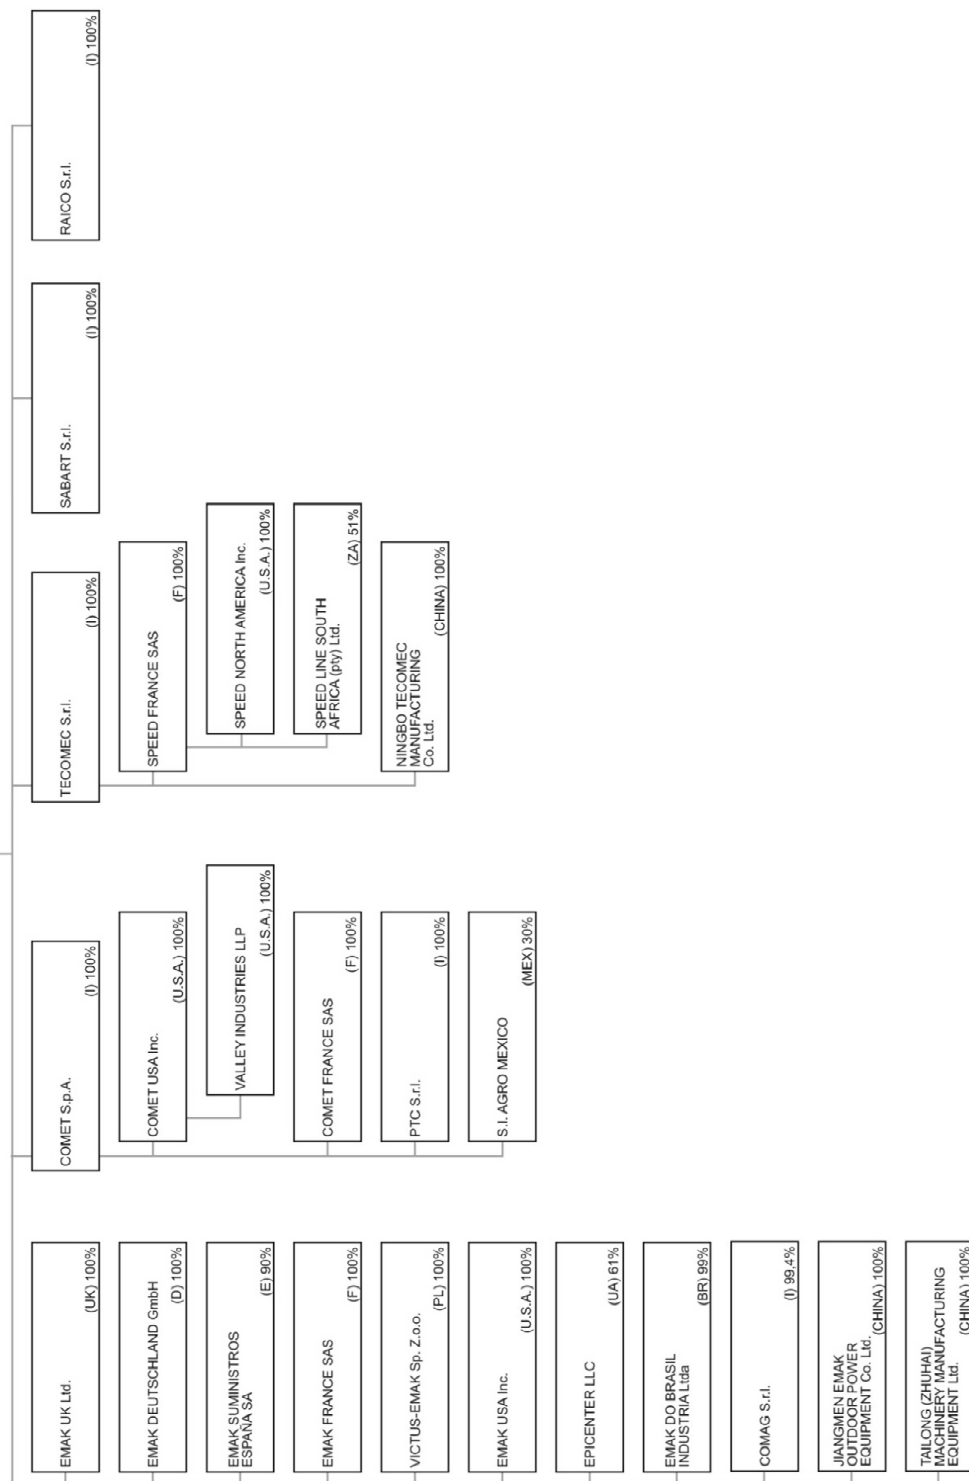 EMAK UK Ltd.
(UK) 100%
EMAK DEUTSCHLAND GmbH
(D) 100%
EMAK SUMINISTROS
ESPAÑA SA
(E) 90%
EMAK FRANCE SAS
(F) 100%
VICTUS-EMAK Sp. Z.o.o.
(PL) 100%
EMAK USA Inc.
(U.S.A.) 100%
EPICENTER LLC
(UA) 61%
EMAK DO BRASIL
INDUSTRIA Ltda
(BR) 99%
COMAG S.r.l.
(I) 99,4%
JIANGMEN EMAK
OUTDOOR POWER
EQUIPMENT Co. Ltd.
(CHINA) 100%
TAILONG (ZHUHAI)
MACHINERY MANUFACTURING
EQUIPMENT Ltd.
(CHINA) 100%
COMET S.p.A.
(I) 100%
COMET USA Inc.
(U.S.A.) 100%
VALLEY INDUSTRIES LLP
(U.S.A.) 100%
COMET FRANCE SAS
(F) 100%
PTC S.r.l.
(I) 100%
S.I. AGRO MEXICO
(MEX) 30%
TECOMEC S.r.l.
(I) 100%
SPEED FRANCE SAS
(F) 100%
SPEED NORTH AMERICA Inc.
(U.S.A.) 100%
SPEED LINE SOUTH
AFRICA (pty) Ltd.
(ZA) 51%
NINGBO TECOMEC
MANUFACTURING
Co. Ltd.
(CHINA) 100%
SABART S.r.l.
(I) 100%
RAICO S.r.l.
(I) 100%